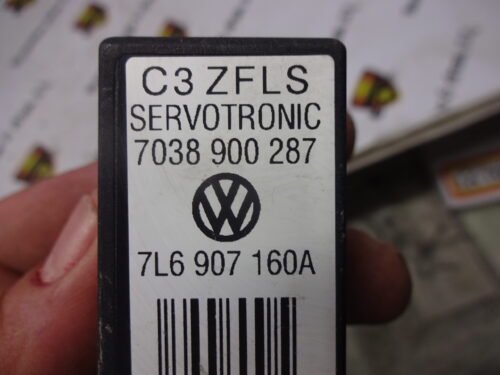 C3 ZFLS
SERVOTRONIC
7038 900 287
7L6 907 160A